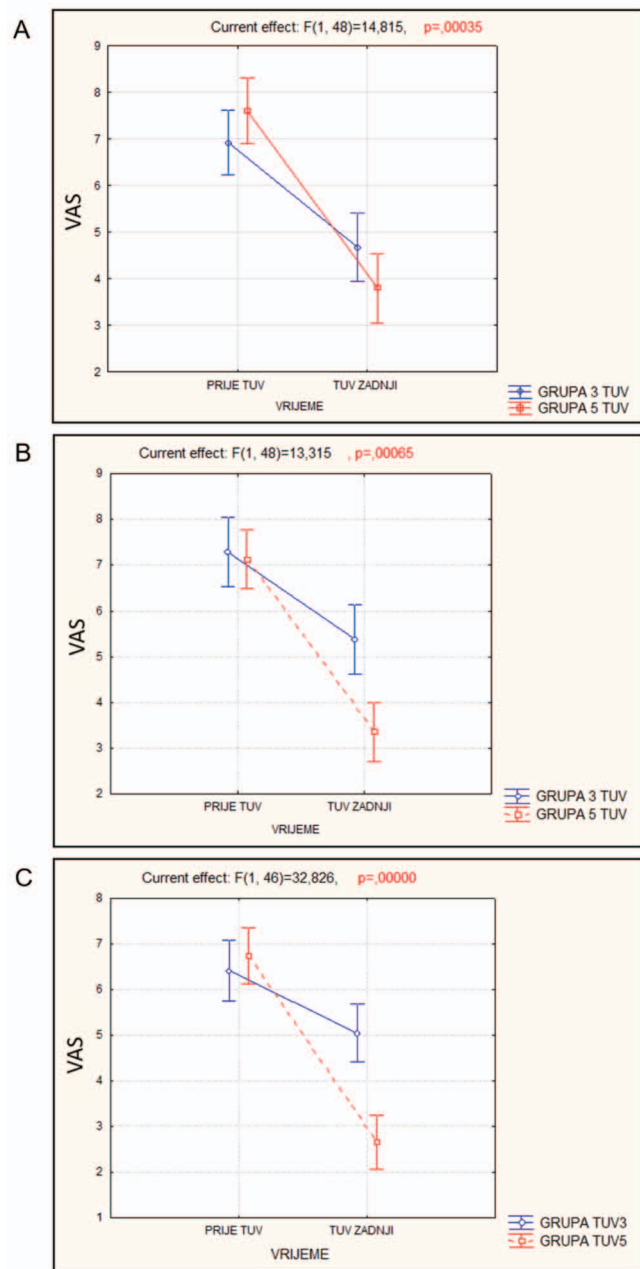 A
Current effect: F(1, 48)=14,815, p=,00035
9
8
7
6
5
4
3
2
VAS
PRIJE TUV TUV ZADNJI
VRIJEME
GRUPA 3 TUV
GRUPA 5 TUV
B
Current effect: F(1, 48)=13,315 , p=,00065
9
8
7
6
5
4
3
2
VAS
PRIJE TUV TUV ZADNJI
VRIJEME
GRUPA 3 TUV
GRUPA 5 TUV
C
Current effect: F(1, 46)=32,826, p=,00000
8
7
6
5
4
3
2
1
VAS
PRIJE TUV TUV ZADNJI
VRIJEME
GRUPA TUV3
GRUPA TUV5